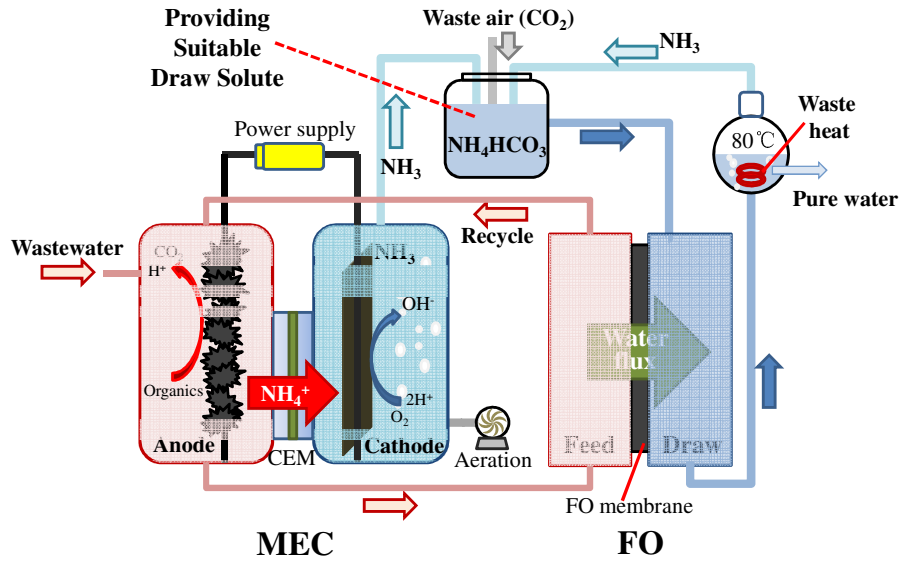 Providing
Suitable
Draw Solute
Waste air (CO₂)
NH₃
Power supply
NH₃
NH₄HCO₃
80℃
Waste
heat
Pure water
Wastewater
Recycle
CO₂
H⁺
NH₃
OH⁻
Organics
NH₄⁺
2H⁺
O₂
Water
flux
Anode
CEM
Cathode
Aeration
Feed
Draw
FO membrane
MEC
FO